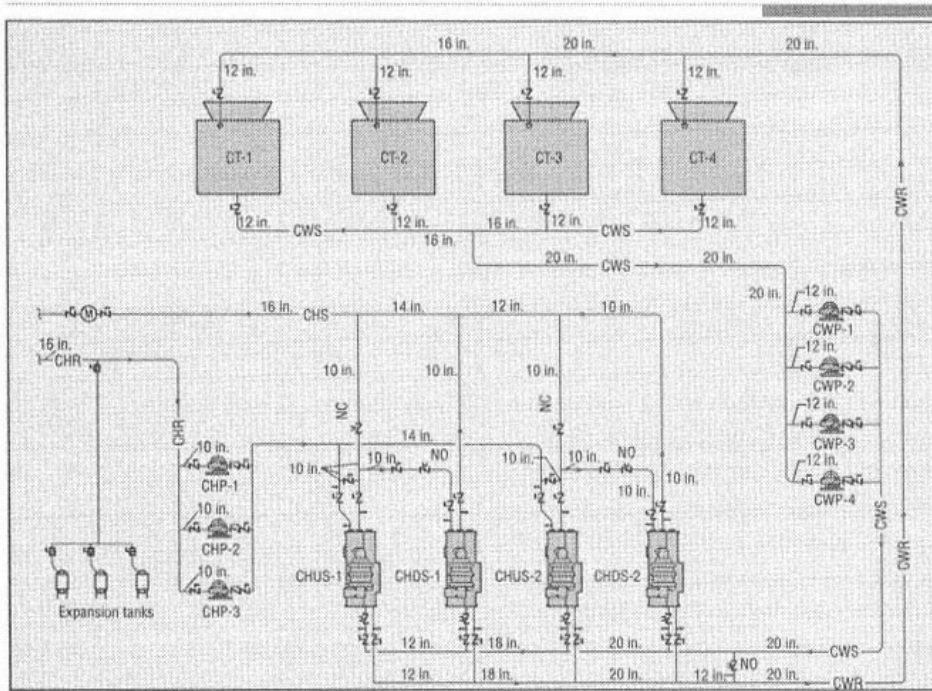 16 in. 20 in. 20 in.
12 in. 12 in. 12 in. 12 in.
CT-1 CT-2 CT-3 CT-4
CWR
12 in. CWS 12 in. 16 in. 16 in. 12 in. CWS 12 in.
20 in. CWS 20 in.
20 in. 12 in.
CWP-1
M 16 in. CHS 14 in. 12 in. 10 in.
16 in.
CHR
12 in.
CWP-2
10 in. 10 in. 10 in. 10 in.
12 in.
CWP-3
CHR NC NC
14 in.
12 in.
CWP-4
10 in.
CHP-1
10 in. 10 in. NO 10 in. 10 in. NO
10 in. 10 in.
CWS
10 in.
CHP-2
CWR
CHUS-1 CHDS-1 CHUS-2 CHDS-2
10 in.
CHP-3
Expansion tanks
12 in. 18 in. 20 in. 20 in. CWS
NO
12 in. 18 in. 20 in. 12 in. 20 in. CWR